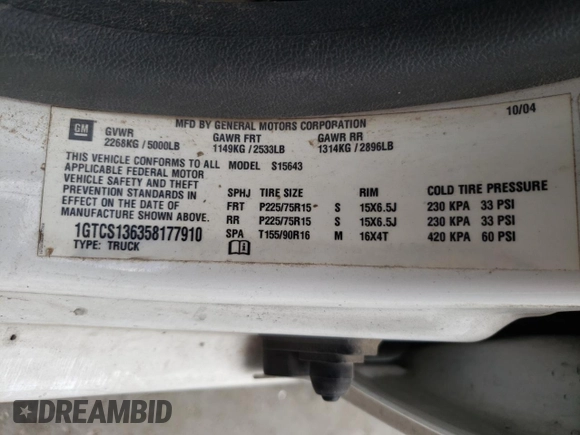 10/04
MFD BY GENERAL MOTORS CORPORATION
GM GVWR GAWR FRT GAWR RR
2268KG / 5000LB 1149KG / 2533LB 1314KG / 2896LB
THIS VEHICLE CONFORMS TO ALL MODEL S15643
APPLICABLE FEDERAL MOTOR
VEHICLE SAFETY AND THEFT
PREVENTION STANDARDS IN
EFFECT ON THE DATE OF
MANUFACTURE SHOWN ABOVE.
1GTCS136358177910
TYPE: TRUCK
SPHJ TIRE SIZE RIM COLD TIRE PRESSURE
FRT P225/75R15 S 15X6.5J 230 KPA 33 PSI
RR P225/75R15 S 15X6.5J 230 KPA 33 PSI
SPA T155/90R16 M 16X4T 420 KPA 60 PSI
DREAMBID